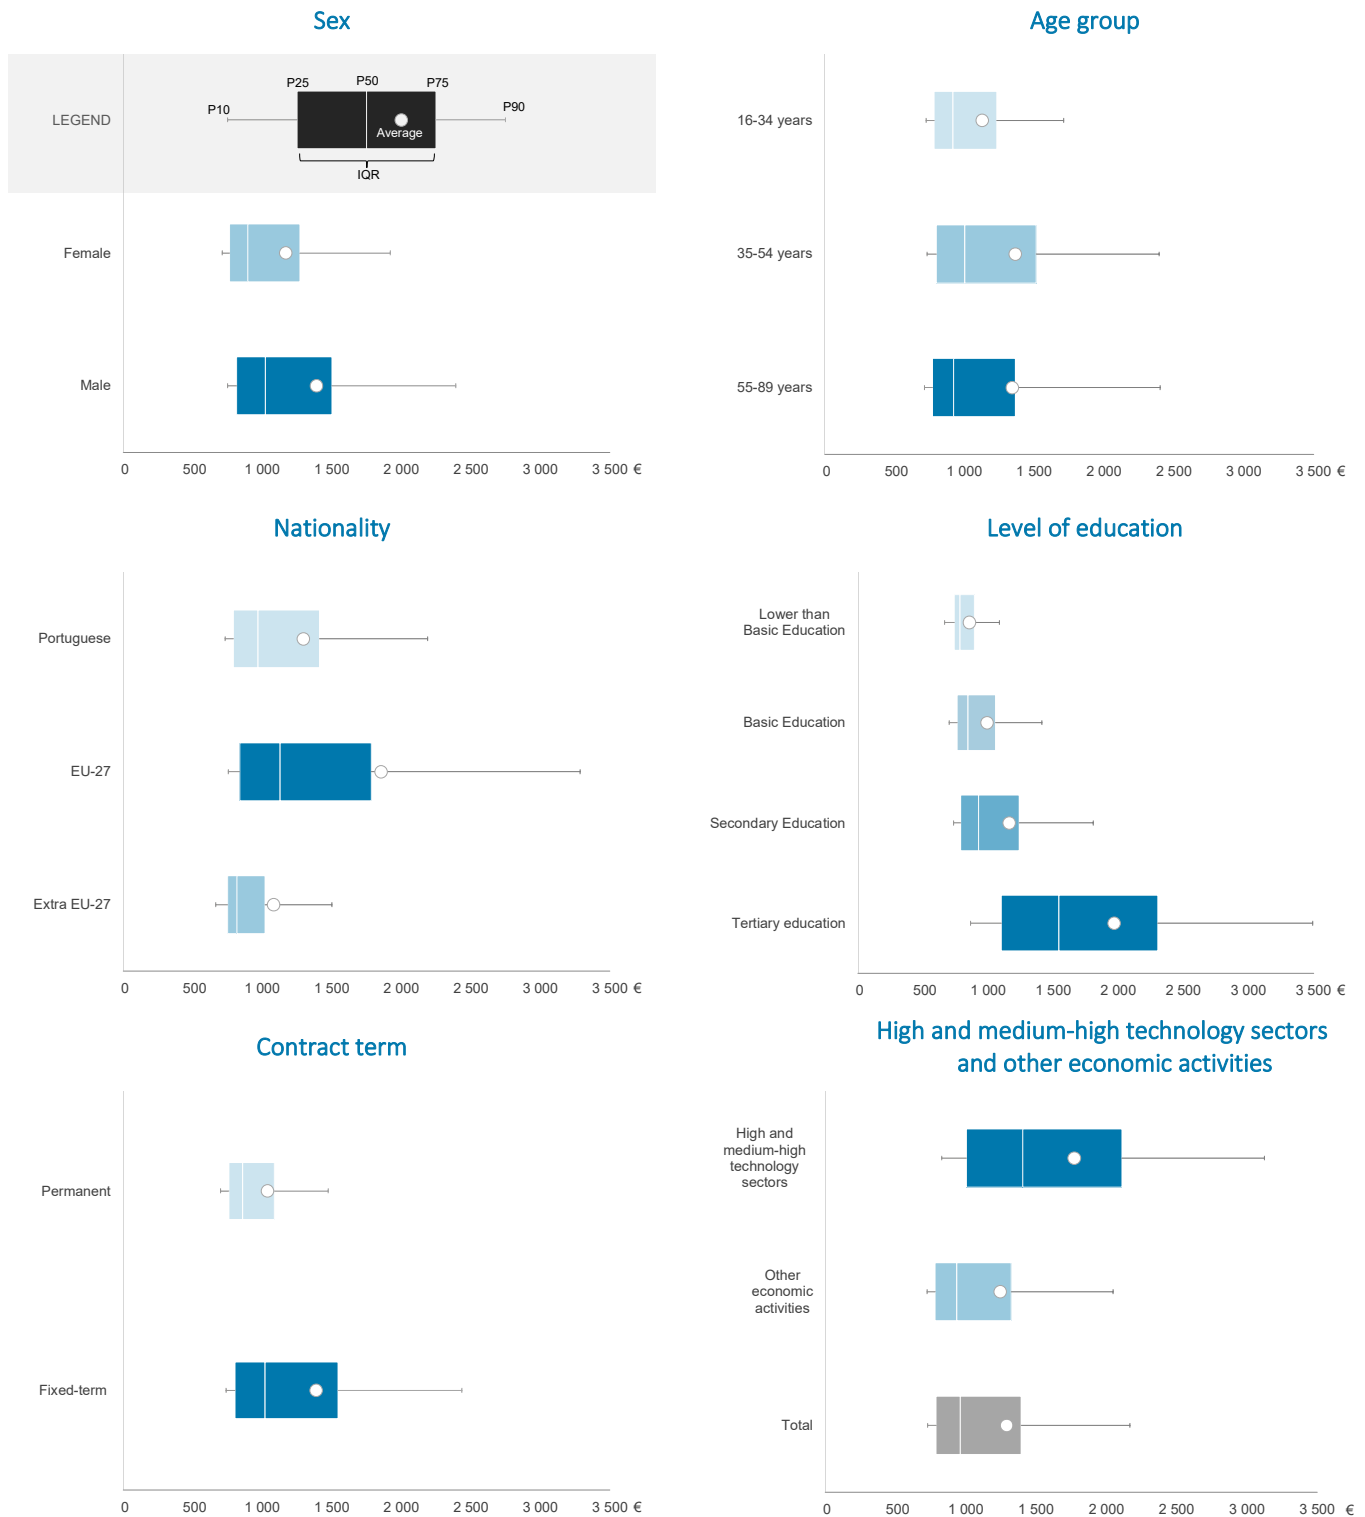 Sex
LEGEND
P10
P25
P50
P75
P90
Average
IQR
Female
Male
0 500 1 000 1 500 2 000 2 500 3 000 3 500 €
Age group
16-34 years
35-54 years
55-89 years
0 500 1 000 1 500 2 000 2 500 3 000 3 500 €
Nationality
Portuguese
EU-27
Extra EU-27
0 500 1 000 1 500 2 000 2 500 3 000 3 500 €
Level of education
Lower than
Basic Education
Basic Education
Secondary Education
Tertiary education
0 500 1 000 1 500 2 000 2 500 3 000 3 500 €
Contract term
Permanent
Fixed-term
0 500 1 000 1 500 2 000 2 500 3 000 3 500 €
High and medium-high technology sectors
and other economic activities
High and
medium-high
technology
sectors
Other
economic
activities
Total
0 500 1 000 1 500 2 000 2 500 3 000 3 500 €